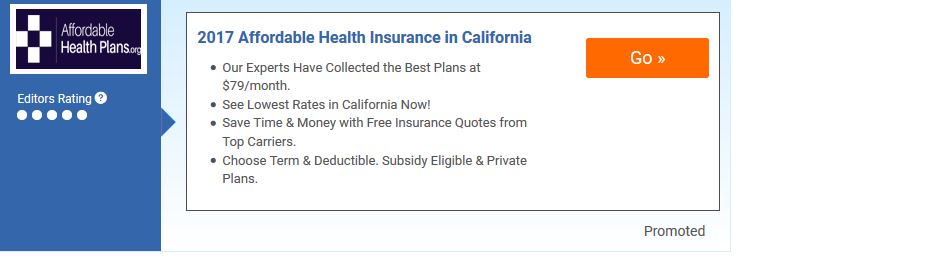 Affordable
Health Plans.org
Editors Rating ?
2017 Affordable Health Insurance in California
Our Experts Have Collected the Best Plans at
$79/month.
See Lowest Rates in California Now!
Save Time & Money with Free Insurance Quotes from
Top Carriers.
Choose Term & Deductible. Subsidy Eligible & Private
Plans.
Go »
Promoted